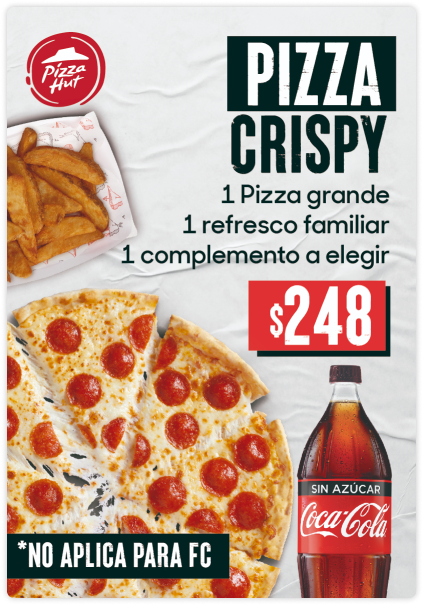 Pizza
Hut
PIZZA
CRISPY
1 Pizza grande
1 refresco familiar
1 complemento a elegir
$248
SIN AZÚCAR
Coca-Cola
*NO APLICA PARA FC